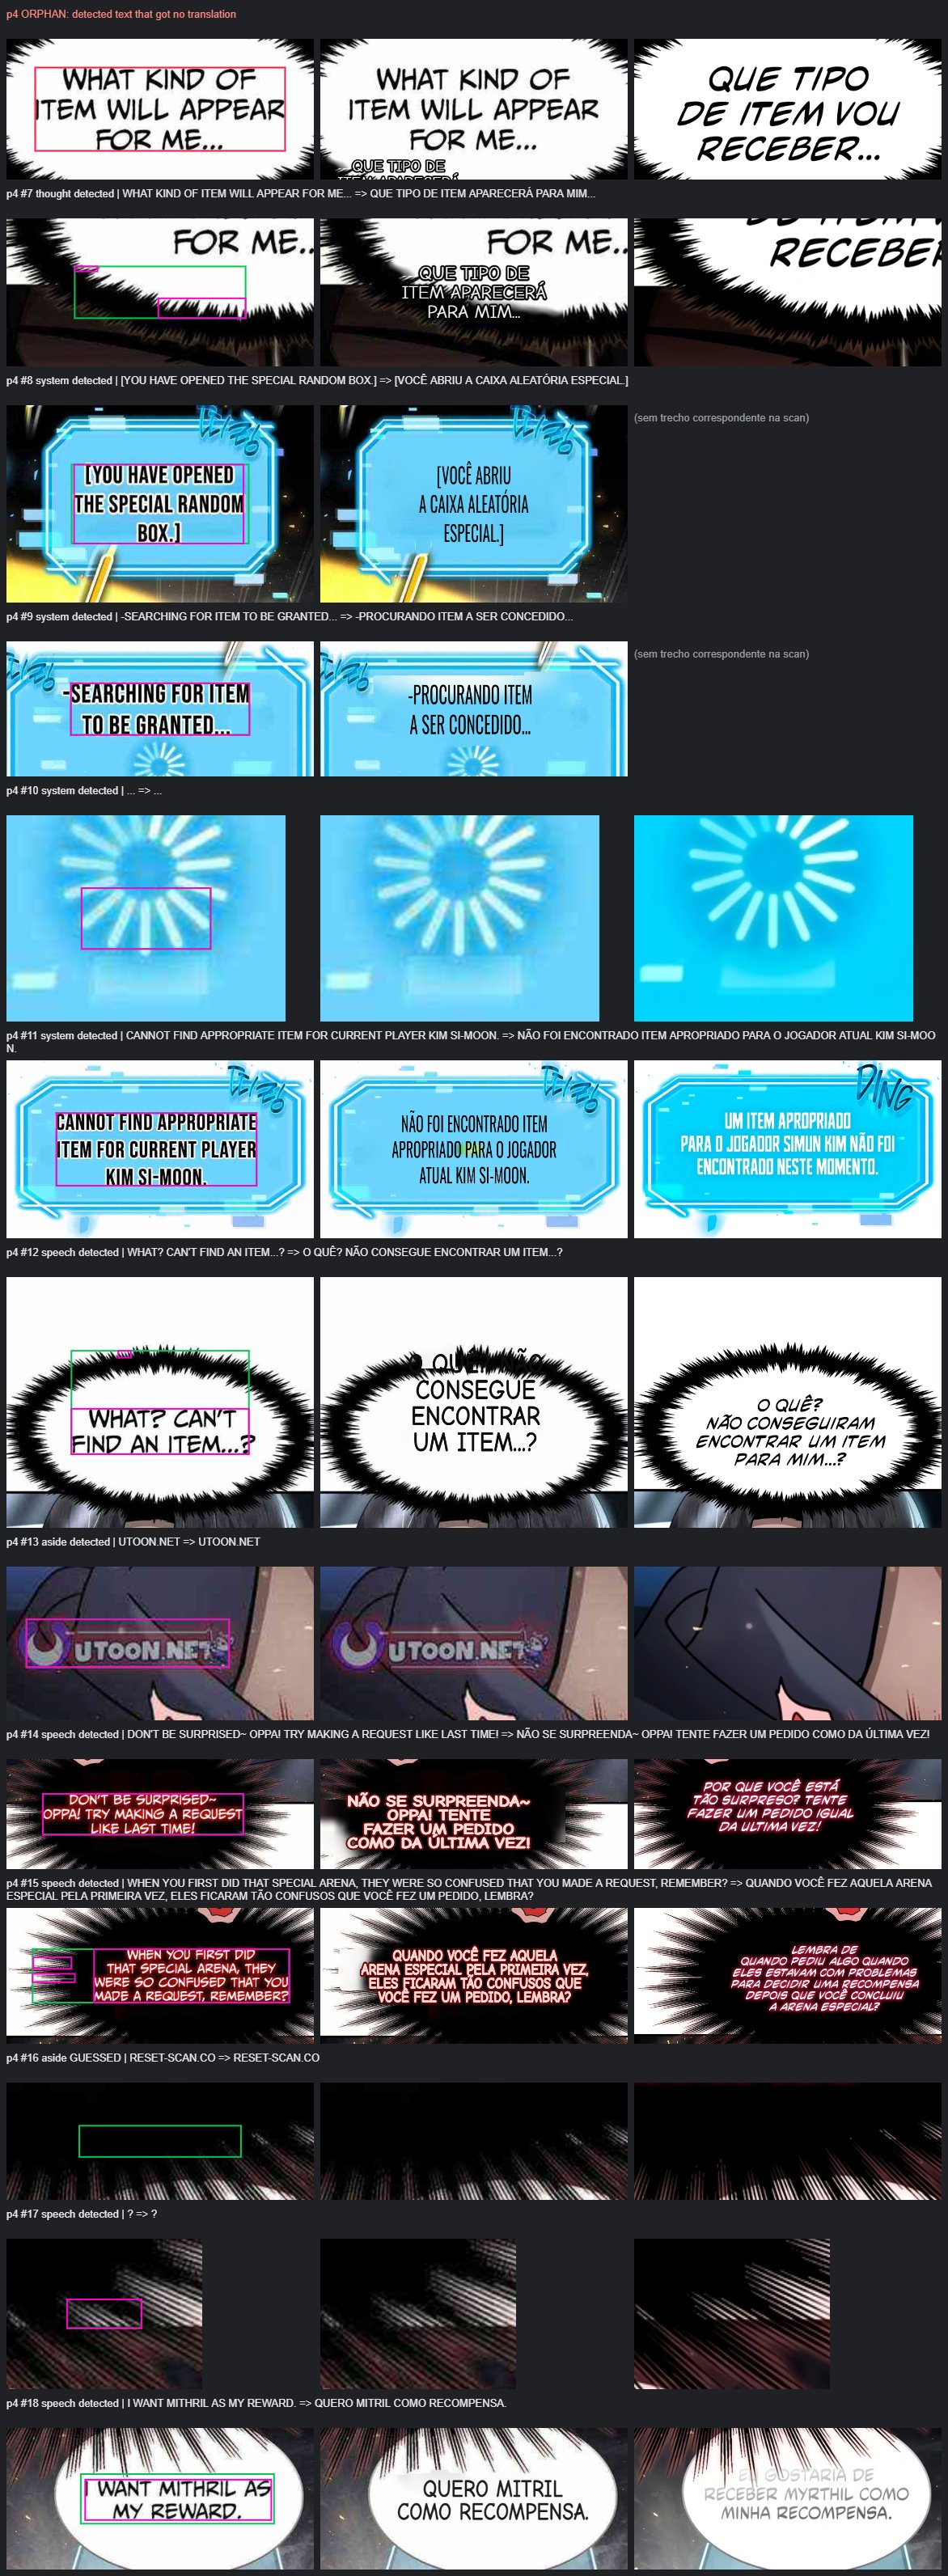 p4 ORPHAN: detected text that got no translation
WHAT KIND OF
ITEM WILL APPEAR
FOR ME...
WHAT KIND OF
ITEM WILL APPEAR
FOR ME...
QUE TIPO DE
ITEM APARECERÁ
QUE TIPO
DE ITEM VOU
RECEBER...
p4 #7 thought detected | WHAT KIND OF ITEM WILL APPEAR FOR ME... => QUE TIPO DE ITEM APARECERÁ PARA MIM...
FOR ME..
FOR ME...
QUE TIPO DE
ITEM APARECERÁ
PARA MIM...
RECEBER
p4 #8 system detected | [YOU HAVE OPENED THE SPECIAL RANDOM BOX.] => [VOCÊ ABRIU A CAIXA ALEATÓRIA ESPECIAL.]
[YOU HAVE OPENED
THE SPECIAL RANDOM
BOX.]
[VOCÊ ABRIU
A CAIXA ALEATÓRIA
ESPECIAL.]
(sem trecho correspondente na scan)
p4 #9 system detected | -SEARCHING FOR ITEM TO BE GRANTED... => -PROCURANDO ITEM A SER CONCEDIDO...
-SEARCHING FOR ITEM
TO BE GRANTED...
-PROCURANDO ITEM
A SER CONCEDIDO...
(sem trecho correspondente na scan)
p4 #10 system detected | ... => ...
p4 #11 system detected | CANNOT FIND APPROPRIATE ITEM FOR CURRENT PLAYER KIM SI-MOON. => NÃO FOI ENCONTRADO ITEM APROPRIADO PARA O JOGADOR ATUAL KIM SI-MOO
N.
CANNOT FIND APPROPRIATE
ITEM FOR CURRENT PLAYER
KIM SI-MOON.
NÃO FOI ENCONTRADO ITEM
APROPRIADO PARA O JOGADOR
ATUAL KIM SI-MOON.
DING
UM ITEM APROPRIADO
PARA O JOGADOR SIMUN KIM NÃO FOI
ENCONTRADO NESTE MOMENTO.
p4 #12 speech detected | WHAT? CAN'T FIND AN ITEM...? => O QUÊ? NÃO CONSEGUE ENCONTRAR UM ITEM...?
WHAT? CAN'T
FIND AN ITEM...?
O QUÊ? NÃO
CONSEGUE
ENCONTRAR
UM ITEM...?
O QUÊ?
NÃO CONSEGUIRAM
ENCONTRAR UM ITEM
PARA MIM...?
p4 #13 aside detected | UTOON.NET => UTOON.NET
UTOON.NET
UTOON.NET
p4 #14 speech detected | DON'T BE SURPRISED~ OPPA! TRY MAKING A REQUEST LIKE LAST TIME! => NÃO SE SURPREENDA~ OPPA! TENTE FAZER UM PEDIDO COMO DA ÚLTIMA VEZ!
DON'T BE SURPRISED~
OPPA! TRY MAKING A REQUEST
LIKE LAST TIME!
NÃO SE SURPREENDA~
OPPA! TENTE
FAZER UM PEDIDO
COMO DA ÚLTIMA VEZ!
POR QUE VOCÊ ESTÁ
TÃO SURPRESO? TENTE
FAZER UM PEDIDO IGUAL
DA ULTIMA VEZ!
p4 #15 speech detected | WHEN YOU FIRST DID THAT SPECIAL ARENA, THEY WERE SO CONFUSED THAT YOU MADE A REQUEST, REMEMBER? => QUANDO VOCÊ FEZ AQUELA ARENA
ESPECIAL PELA PRIMEIRA VEZ, ELES FICARAM TÃO CONFUSOS QUE VOCÊ FEZ UM PEDIDO, LEMBRA?
WHEN YOU FIRST DID
THAT SPECIAL ARENA, THEY
WERE SO CONFUSED THAT YOU
MADE A REQUEST, REMEMBER?
QUANDO VOCÊ FEZ AQUELA
ARENA ESPECIAL PELA PRIMEIRA VEZ,
ELES FICARAM TÃO CONFUSOS QUE
VOCÊ FEZ UM PEDIDO, LEMBRA?
LEMBRA DE
QUANDO PEDIU ALGO QUANDO
ELES ESTAVAM COM PROBLEMAS
PARA DECIDIR UMA RECOMPENSA
DEPOIS QUE VOCÊ CONCLUIU
A ARENA ESPECIAL?
p4 #16 aside GUESSED | RESET-SCAN.CO => RESET-SCAN.CO
p4 #17 speech detected | ? => ?
p4 #18 speech detected | I WANT MITHRIL AS MY REWARD. => QUERO MITRIL COMO RECOMPENSA.
I WANT MITHRIL AS
MY REWARD.
QUERO MITRIL
COMO RECOMPENSA.
EU GOSTARIA DE
RECEBER MYRTHIL COMO
MINHA RECOMPENSA.